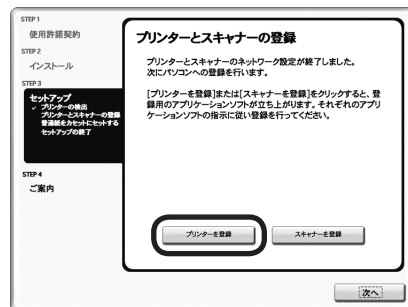 STEP 1
使用許諾契約
STEP 2
インストール
STEP 3
セットアップ
✓ プリンターの検出
プリンターとスキャナーの登録
普通紙をカセットにセットする
セットアップの終了
STEP 4
ご案内
プリンターとスキャナーの登録
プリンターとスキャナーのネットワーク設定が終了しました。
次にパソコンへの登録を行います。
[プリンターを登録]または[スキャナーを登録]をクリックすると、登
録用のアプリケーションソフトが立ち上がります。それぞれのアプリ
ケーションソフトの指示に従い登録を行ってください。
プリンターを登録
スキャナーを登録
次へ